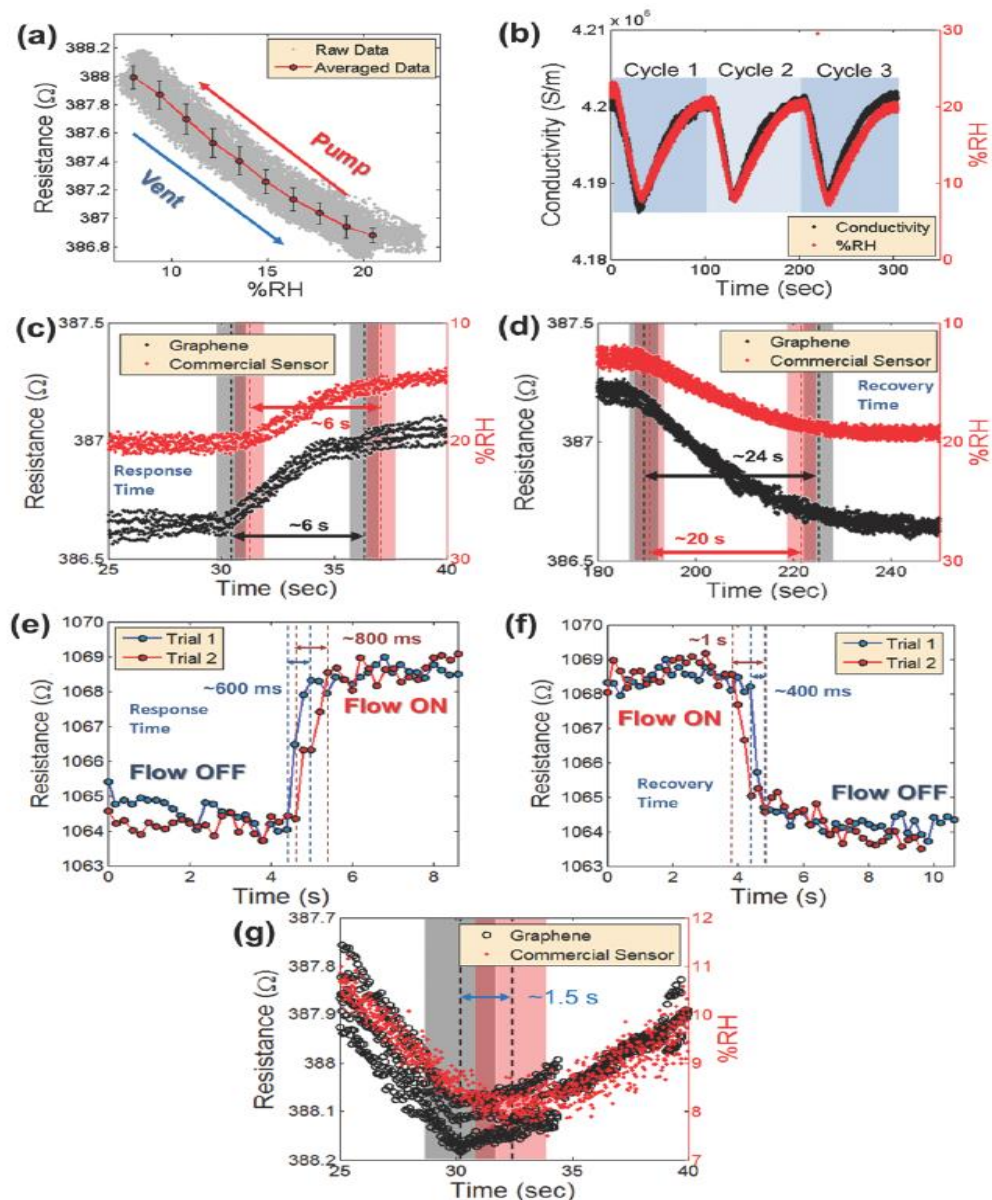 (a)
Raw Data
Averaged Data
Pump
Vent
Resistance (Ω)
388.2
388
387.8
387.6
387.4
387.2
387
386.8
10
15
20
%RH
(b)
4.21 × 10⁶
4.20
4.19
4.18
Conductivity (S/m)
Cycle 1 Cycle 2 Cycle 3
Conductivity
%RH
30
20
10
0
%RH
0 100 200 300
Time (sec)
(c)
Graphene
Commercial Sensor
Resistance (Ω)
387.5
387
386.5
10
20
30
%RH
~6 s
Response
Time
~6 s
25 30 35 40
Time (sec)
(d)
Graphene
Commercial Sensor
Recovery
Time
Resistance (Ω)
387.5
387
386.5
10
20
30
%RH
~24 s
~20 s
180 200 220 240
Time (sec)
(e)
Trial 1
Trial 2
~800 ms
~600 ms
Response
Time
Flow ON
Flow OFF
Resistance (Ω)
1070
1069
1068
1067
1066
1065
1064
1063
0 2 4 6 8
Time (s)
(f)
Trial 1
Trial 2
~1 s
~400 ms
Flow ON
Recovery
Time
Flow OFF
Resistance (Ω)
1070
1069
1068
1067
1066
1065
1064
1063
0 2 4 6 8 10
Time (s)
(g)
Graphene
Commercial Sensor
~1.5 s
Resistance (Ω)
387.7
387.8
387.9
388
388.1
388.2
12
11
10
9
8
7
%RH
25 30 35 40
Time (sec)